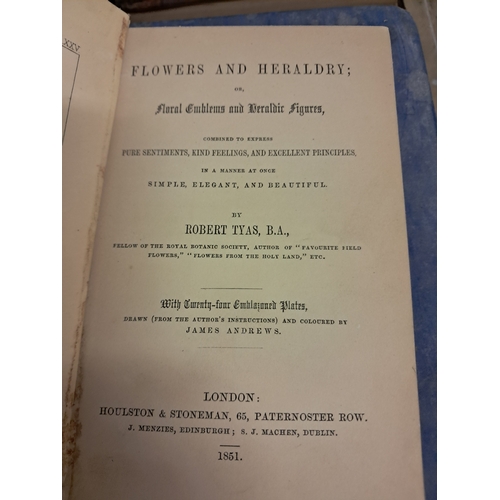 FLOWERS AND HERALDRY;
OR,
Floral Emblems and Heraldic Figures,
COMBINED TO EXPRESS
PURE SENTIMENTS, KIND FEELINGS, AND EXCELLENT PRINCIPLES,
IN A MANNER AT ONCE
SIMPLE, ELEGANT, AND BEAUTIFUL.
BY
ROBERT TYAS, B.A.,
FELLOW OF THE ROYAL BOTANIC SOCIETY, AUTHOR OF "FAVOURITE FIELD
FLOWERS," "FLOWERS FROM THE HOLY LAND," ETC.
With Twenty-four Emblazoned Plates,
DRAWN (FROM THE AUTHOR'S INSTRUCTIONS) AND COLOURED BY
JAMES ANDREWS.
LONDON:
HOULSTON & STONEMAN, 65, PATERNOSTER ROW.
J. MENZIES, EDINBURGH; S. J. MACHEN, DUBLIN.
1851.